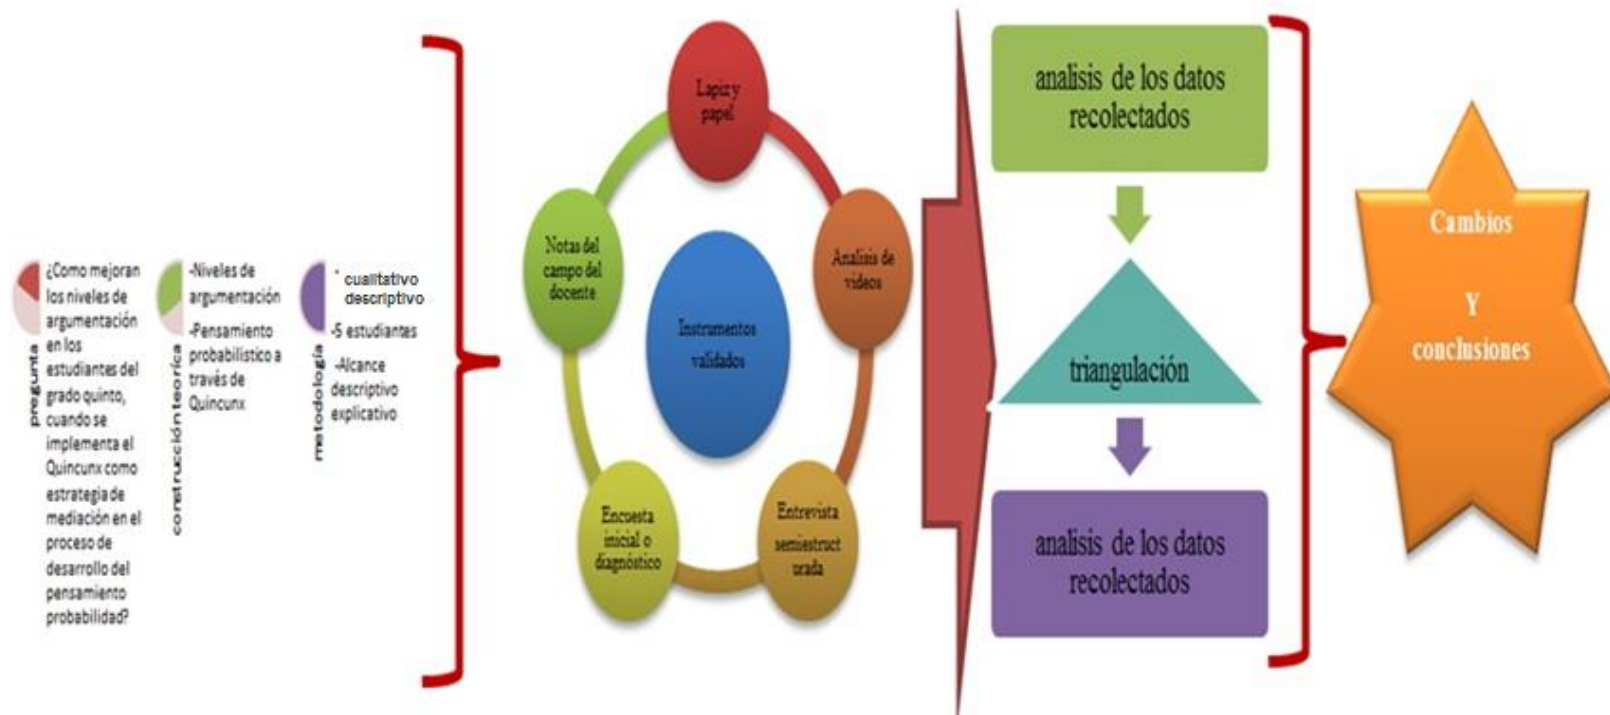 pregunta
¿Como mejoran
los niveles de
argumentación
en los
estudiantes del
grado quinto,
cuando se
implementa el
Quincunx como
estrategia de
mediación en el
proceso de
desarrollo del
pensamiento
probabilidad?
construcción teorica
-Niveles de
argumentación
-Pensamiento
probabilistico a
través de
Quincunx
metodología
* cualitativo
descriptivo
-5 estudiantes
-Alcance
descriptivo
explicativo
Lapiz y
papel
Analisis de
videos
Entrevista
semiestruct
urada
Encuesta
inicial o
diagnóstico
Notas del
campo del
docente
Instrumentos
validados
analisis de los datos
recolectados
triangulación
analisis de los datos
recolectados
Cambios
Y
conclusiones